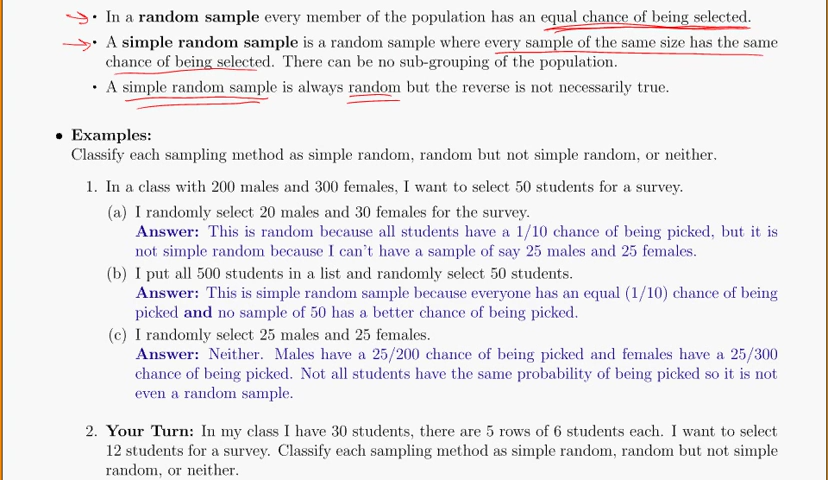 • In a random sample every member of the population has an equal chance of being selected.
• A simple random sample is a random sample where every sample of the same size has the same
chance of being selected. There can be no sub-grouping of the population.
• A simple random sample is always random but the reverse is not necessarily true.
• Examples:
Classify each sampling method as simple random, random but not simple random, or neither.
1. In a class with 200 males and 300 females, I want to select 50 students for a survey.
(a) I randomly select 20 males and 30 females for the survey.
Answer: This is random because all students have a 1/10 chance of being picked, but it is
not simple random because I can't have a sample of say 25 males and 25 females.
(b) I put all 500 students in a list and randomly select 50 students.
Answer: This is simple random sample because everyone has an equal (1/10) chance of being
picked and no sample of 50 has a better chance of being picked.
(c) I randomly select 25 males and 25 females.
Answer: Neither. Males have a 25/200 chance of being picked and females have a 25/300
chance of being picked. Not all students have the same probability of being picked so it is not
even a random sample.
2. Your Turn: In my class I have 30 students, there are 5 rows of 6 students each. I want to select
12 students for a survey. Classify each sampling method as simple random, random but not simple
random, or neither.